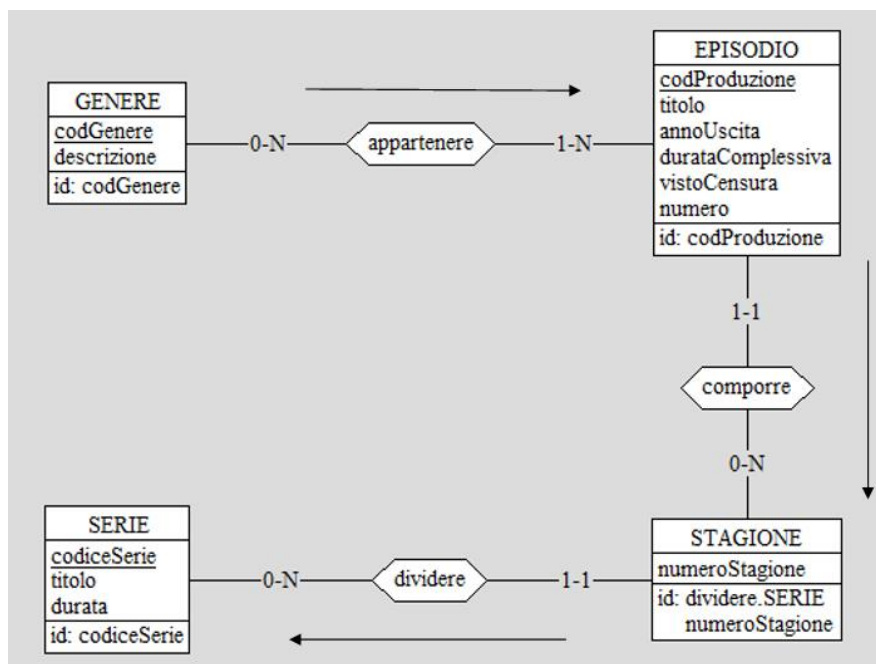 GENERE
codGenere
descrizione
id: codGenere
0-N
appartenere
1-N
EPISODIO
codProduzione
titolo
annoUscita
durataComplessiva
vistoCensura
numero
id: codProduzione
1-1
comporre
0-N
SERIE
codiceSerie
titolo
durata
id: codiceSerie
0-N
dividere
1-1
STAGIONE
numeroStagione
id: dividere.SERIE
numeroStagione